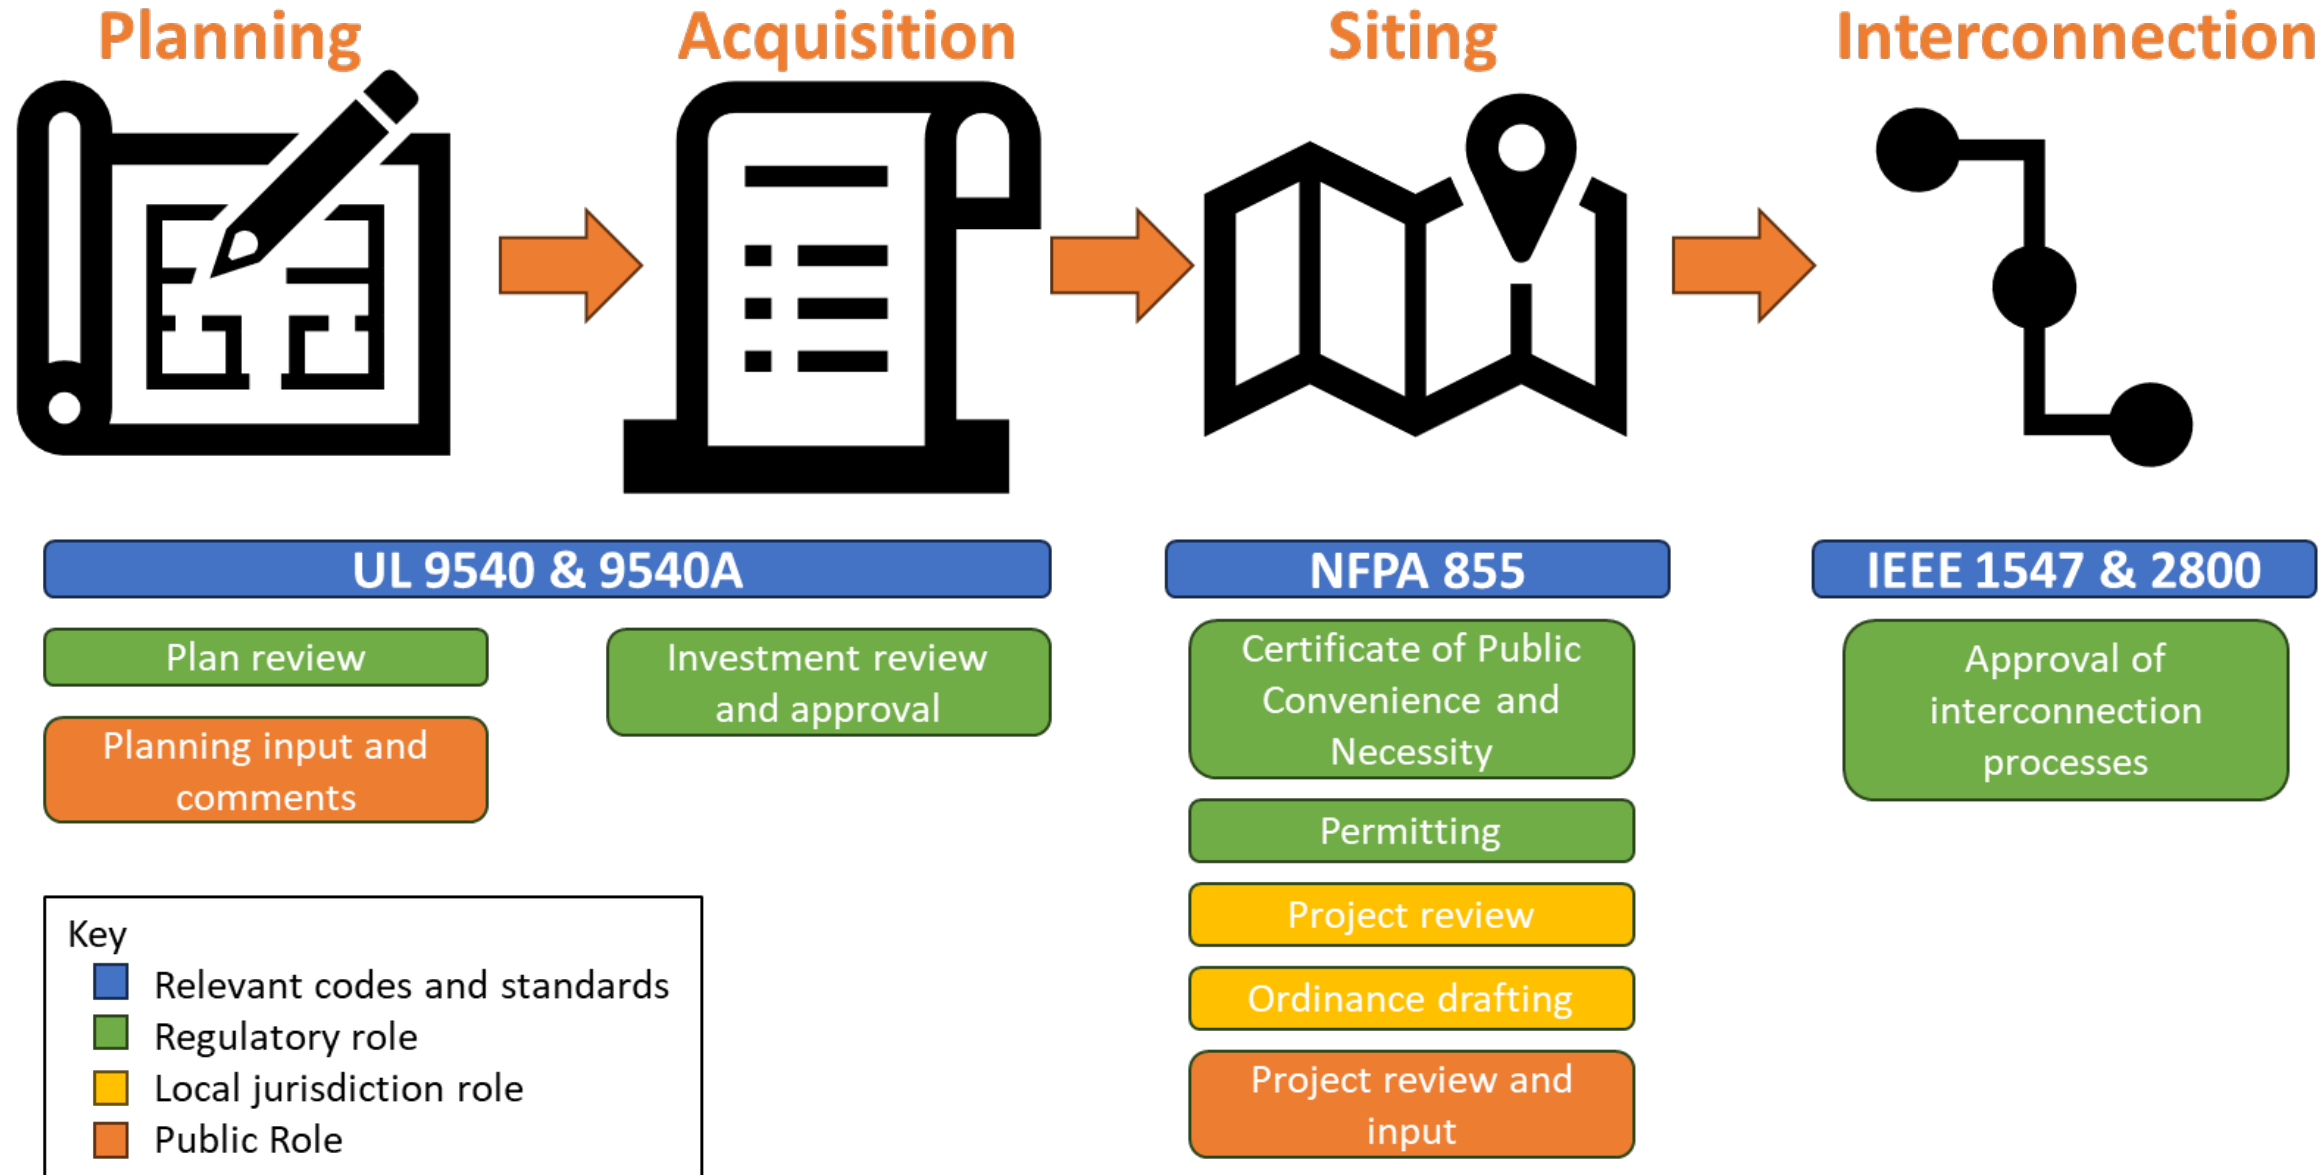 Planning
Acquisition
Siting
Interconnection
UL 9540 & 9540A
NFPA 855
IEEE 1547 & 2800
Plan review
Planning input and
comments
Investment review
and approval
Certificate of Public
Convenience and
Necessity
Permitting
Project review
Ordinance drafting
Project review and
input
Approval of
interconnection
processes
Key
Relevant codes and standards
Regulatory role
Local jurisdiction role
Public Role